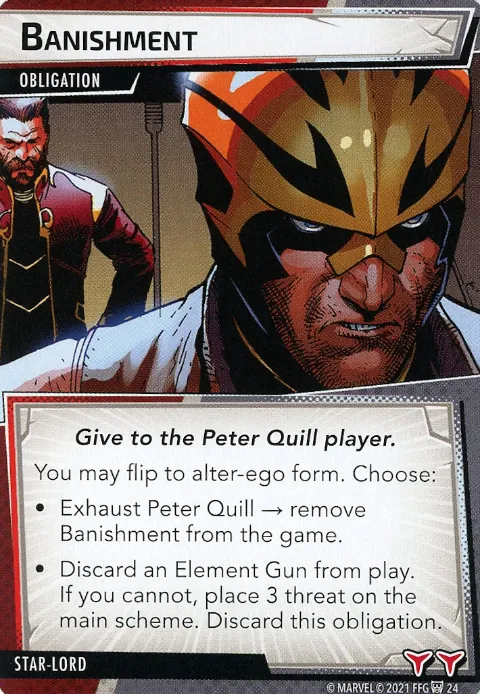 BANISHMENT
OBLIGATION
Give to the Peter Quill player.
You may flip to alter-ego form. Choose:
• Exhaust Peter Quill → remove
Banishment from the game.
• Discard an Element Gun from play.
If you cannot, place 3 threat on the
main scheme. Discard this obligation.
STAR-LORD
© MARVEL © 2021 FFG 24